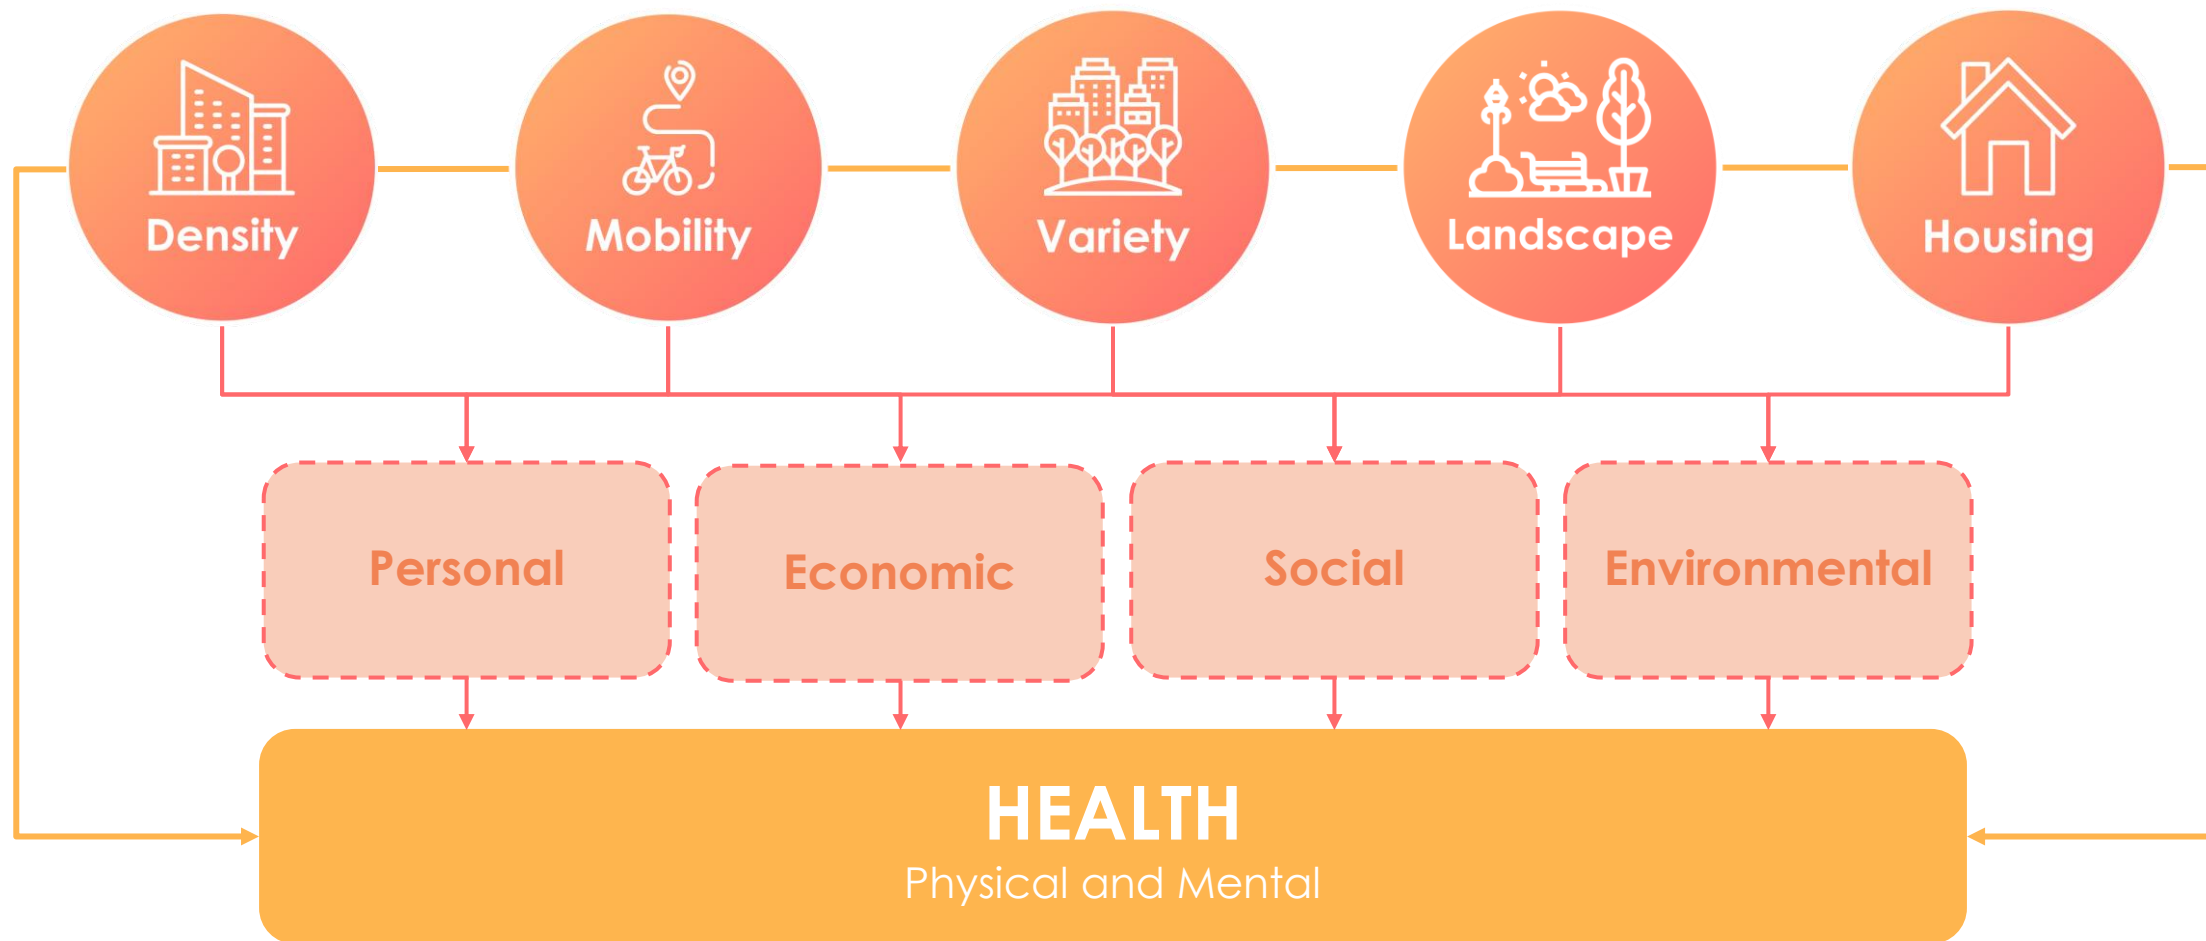 Density
Mobility
Variety
Landscape
Housing
Personal
Economic
Social
Environmental
HEALTH
Physical and Mental